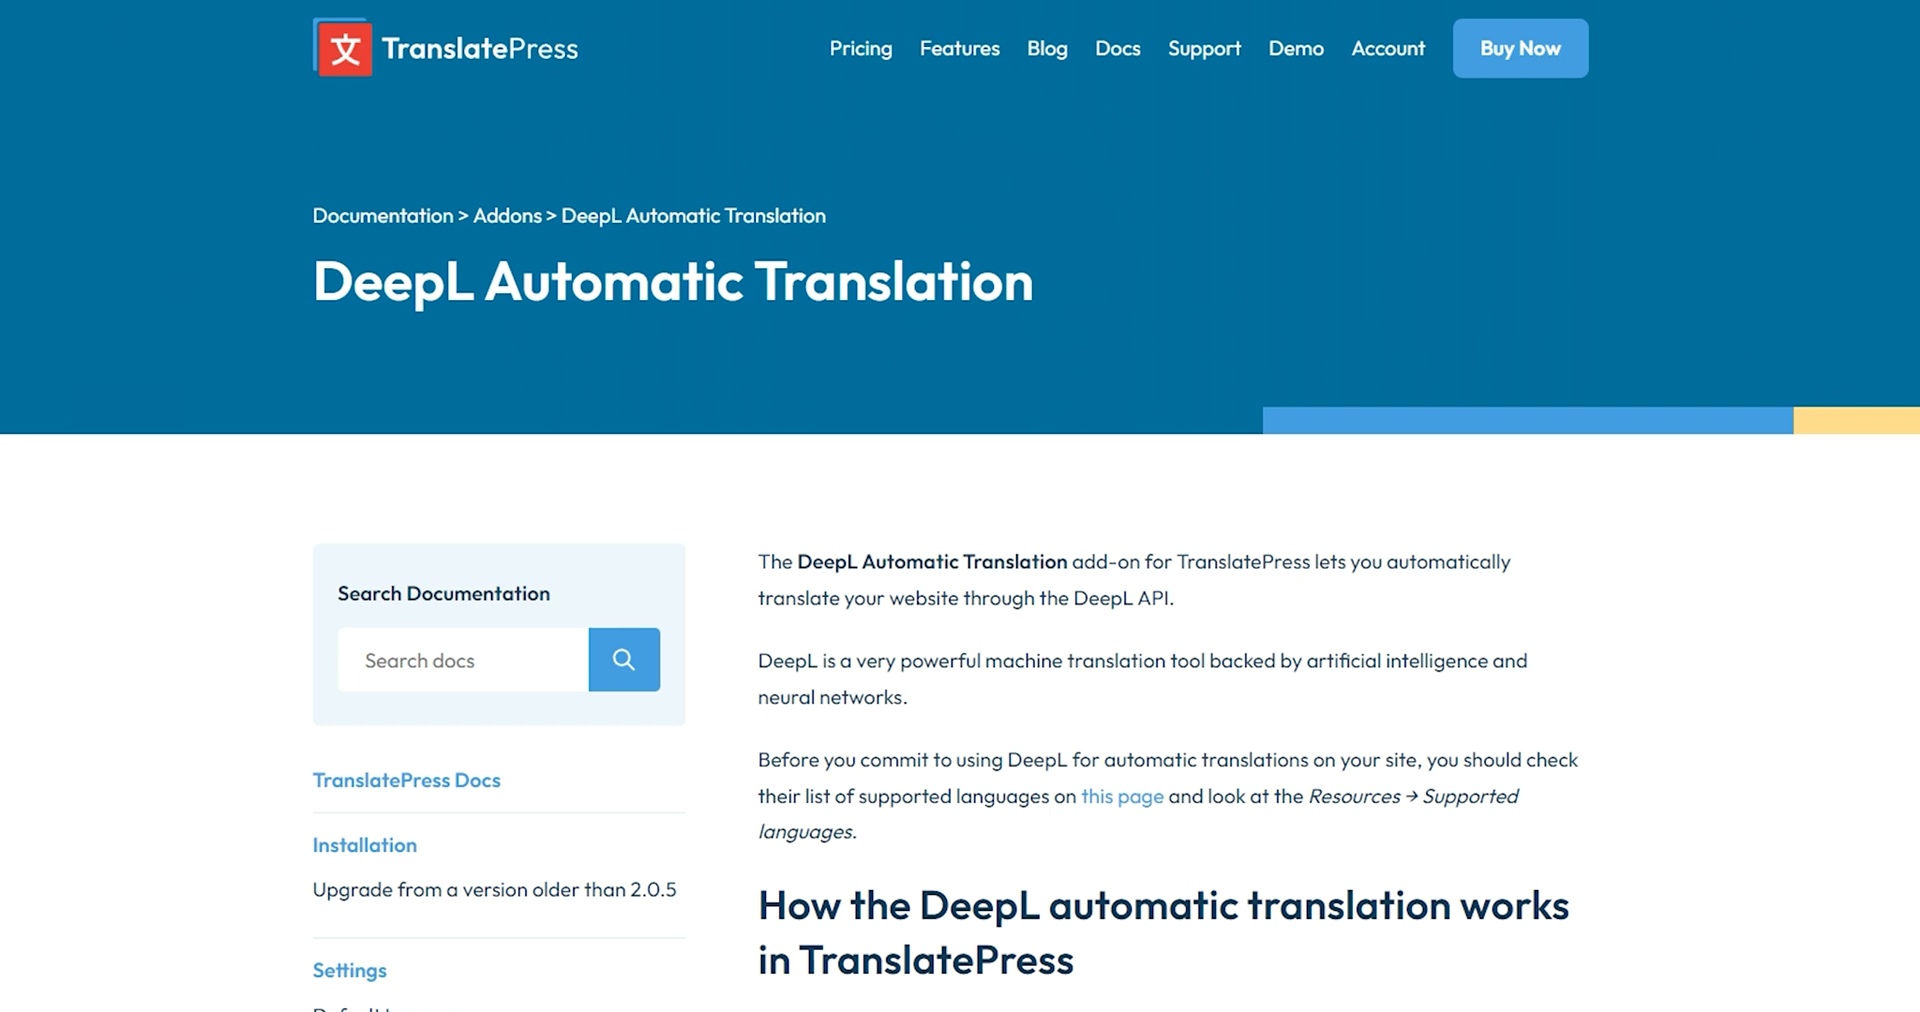 文 TranslatePress
Pricing Features Blog Docs Support Demo Account Buy Now
Documentation > Addons > DeepL Automatic Translation
DeepL Automatic Translation
Search Documentation
Search docs
TranslatePress Docs
Installation
Upgrade from a version older than 2.0.5
Settings
The DeepL Automatic Translation add-on for TranslatePress lets you automatically
translate your website through the DeepL API.
DeepL is a very powerful machine translation tool backed by artificial intelligence and
neural networks.
Before you commit to using DeepL for automatic translations on your site, you should check
their list of supported languages on this page and look at the Resources → Supported
languages.
How the DeepL automatic translation works
in TranslatePress